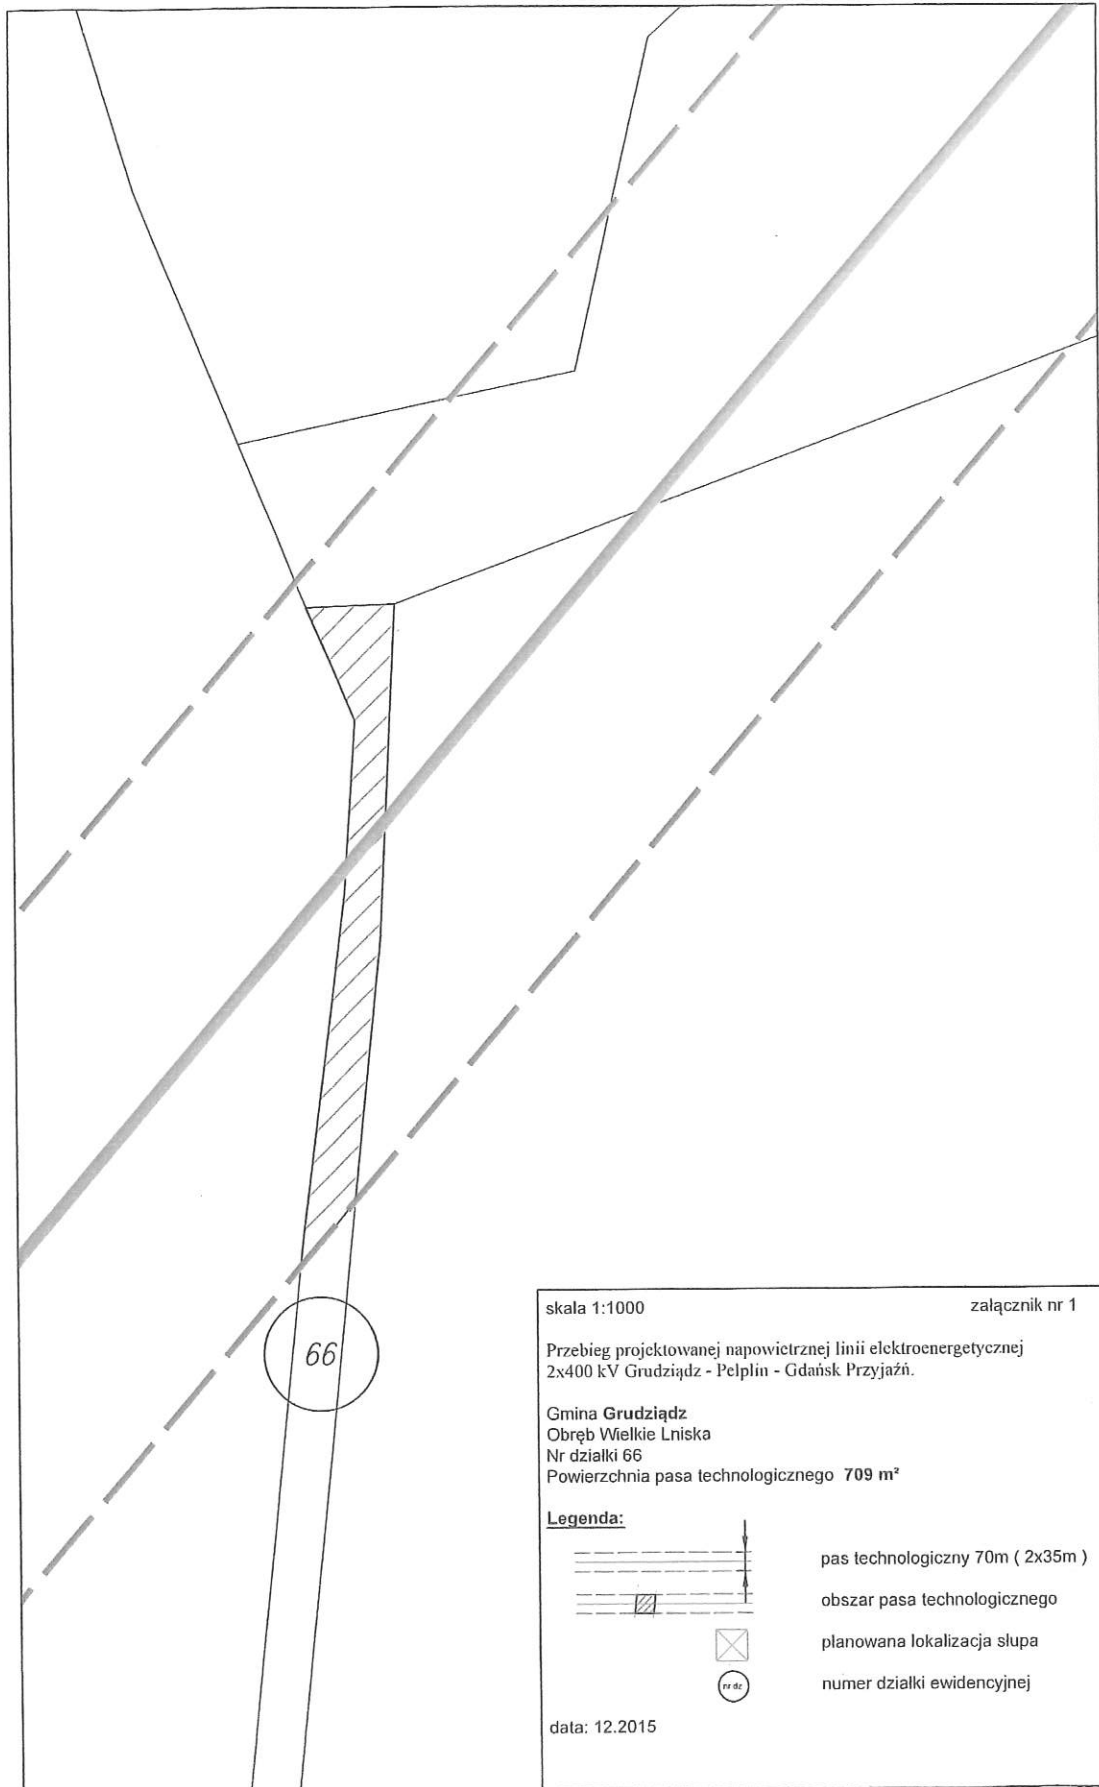 66
skala 1:1000 załącznik nr 1
Przebieg projektowanej napowietrznej linii elektroenergetycznej
2x400 kV Grudziądz - Pelplin - Gdańsk Przyjaźń.
Gmina Grudziądz
Obręb Wielkie Lniska
Nr działki 66
Powierzchnia pasa technologicznego 709 m²
Legenda:
pas technologiczny 70m ( 2x35m )
obszar pasa technologicznego
planowana lokalizacja słupa
nr dz
numer działki ewidencyjnej
data: 12.2015